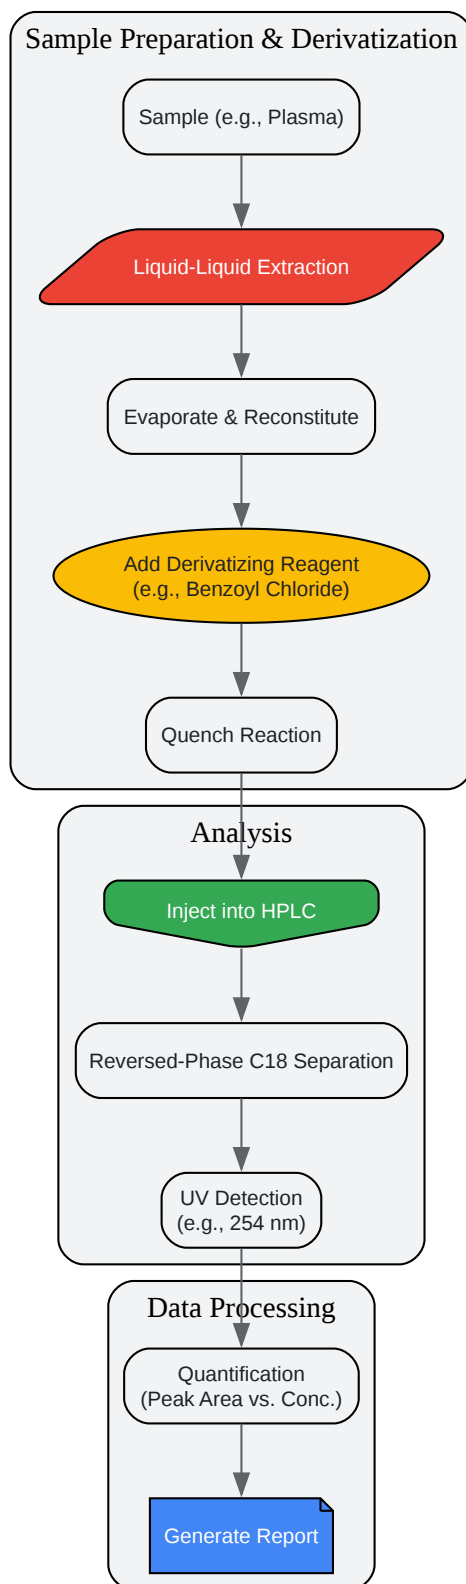 Sample Preparation & Derivatization
Sample (e.g., Plasma)
Liquid-Liquid Extraction
Evaporate & Reconstitute
Add Derivatizing Reagent
(e.g., Benzoyl Chloride)
Quench Reaction
Analysis
Inject into HPLC
Reversed-Phase C18 Separation
UV Detection
(e.g., 254 nm)
Data Processing
Quantification
(Peak Area vs. Conc.)
Generate Report